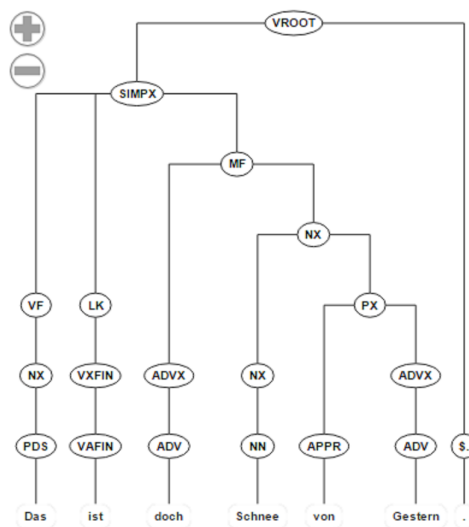 VROOT
SIMPX
MF
NX
VF LK PX
NX VXFIN ADVX NX ADVX
PDS VAFIN ADV NN APPR ADV $.
Das ist doch Schnee von Gestern .